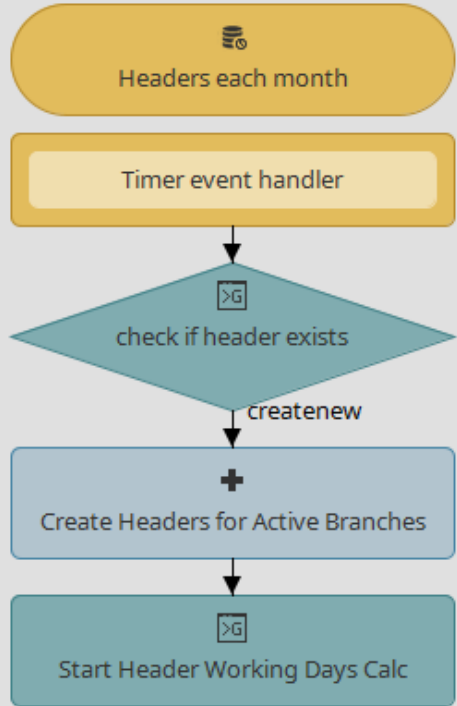 Headers each month
Timer event handler
>G
check if header exists
createnew
Create Headers for Active Branches
>G
Start Header Working Days Calc